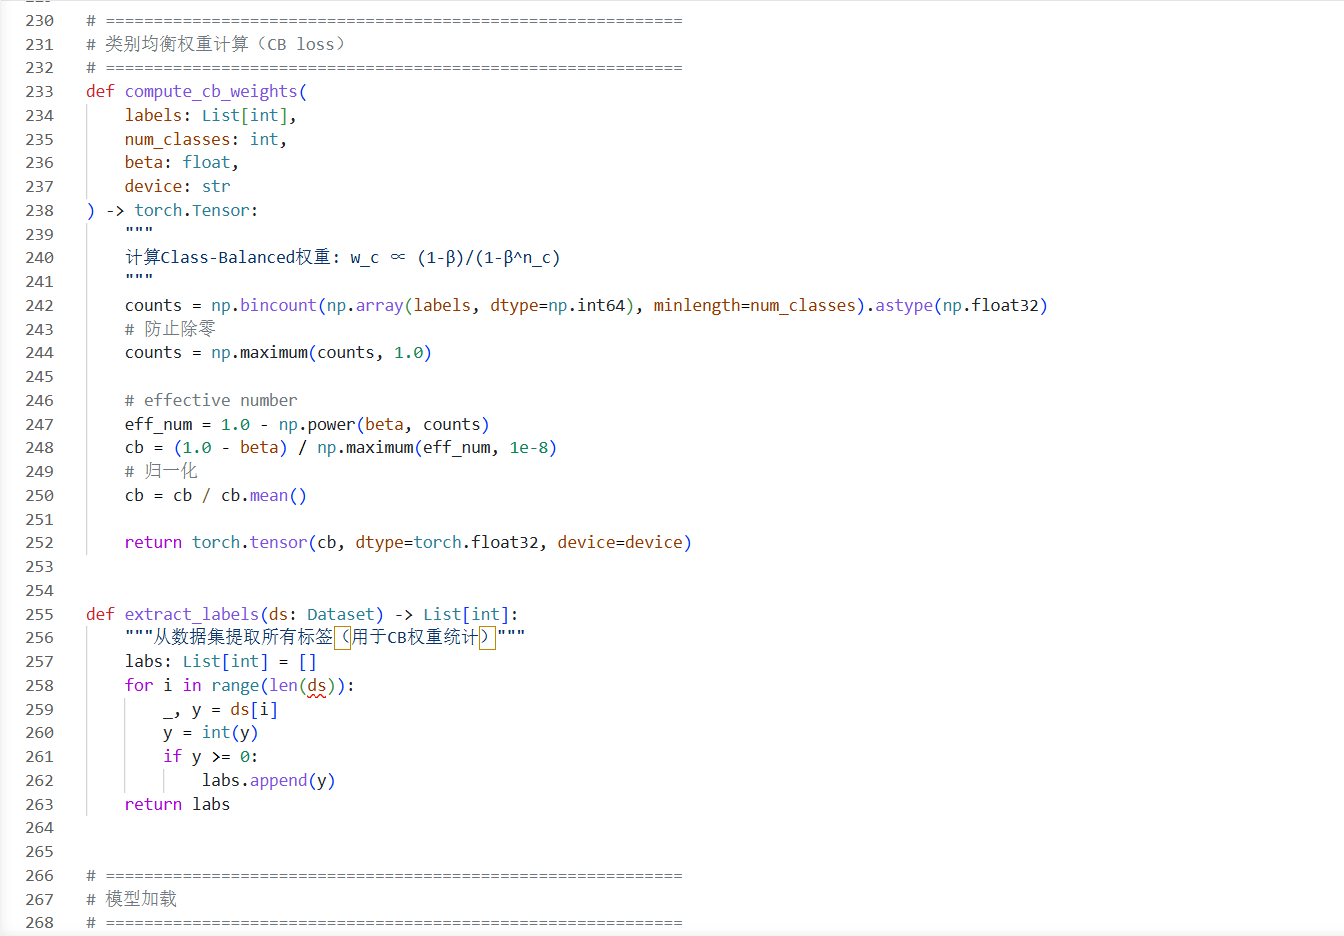 230 # ============================================================
231 # 类别均衡权重计算（CB loss）
232 # ============================================================
233 def compute_cb_weights(
234     labels: List[int],
235     num_classes: int,
236     beta: float,
237     device: str
238 ) -> torch.Tensor:
239     """
240     计算Class-Balanced权重: w_c ∝ (1-β)/(1-β^n_c)
241     """
242     counts = np.bincount(np.array(labels, dtype=np.int64), minlength=num_classes).astype(np.float32)
243     # 防止除零
244     counts = np.maximum(counts, 1.0)
245
246     # effective number
247     eff_num = 1.0 - np.power(beta, counts)
248     cb = (1.0 - beta) / np.maximum(eff_num, 1e-8)
249     # 归一化
250     cb = cb / cb.mean()
251
252     return torch.tensor(cb, dtype=torch.float32, device=device)
253
254
255 def extract_labels(ds: Dataset) -> List[int]:
256     """从数据集提取所有标签（用于CB权重统计）"""
257     labs: List[int] = []
258     for i in range(len(ds)):
259         _, y = ds[i]
260         y = int(y)
261         if y >= 0:
262             labs.append(y)
263     return labs
264
265
266 # ============================================================
267 # 模型加载
268 # ============================================================